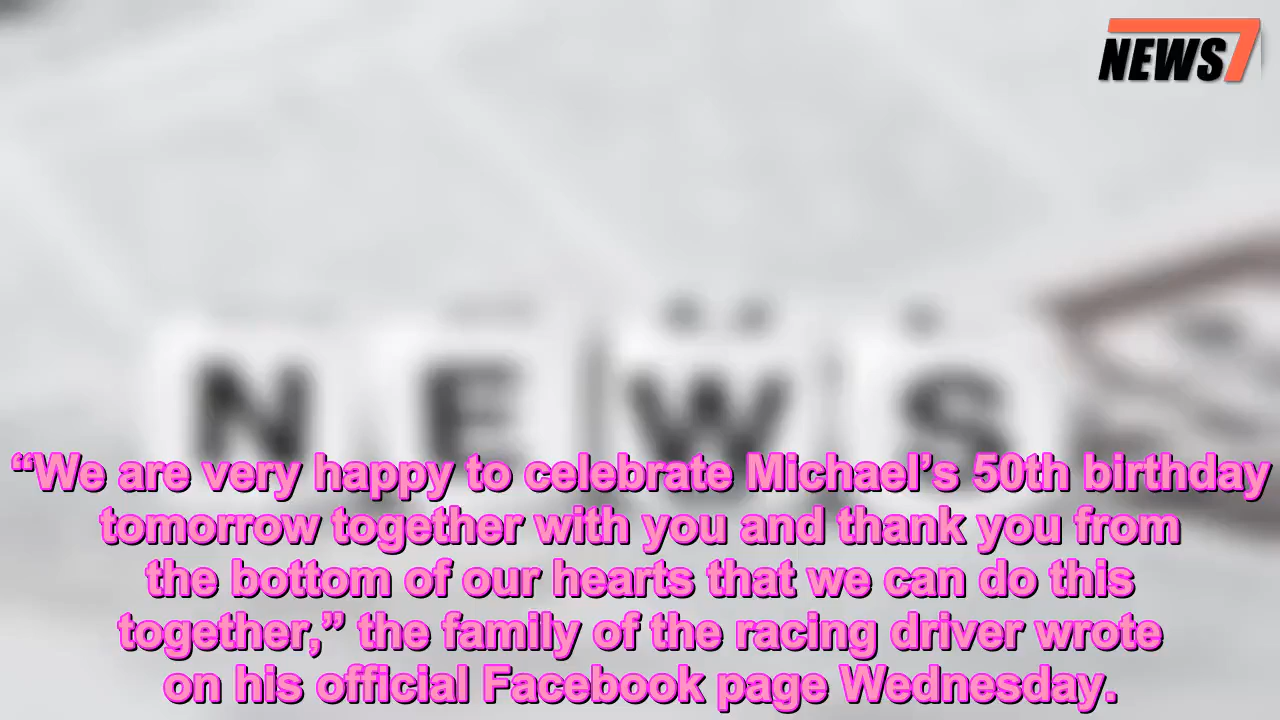 NEWS7
NEWS
“We are very happy to celebrate Michael’s 50th birthday
tomorrow together with you and thank you from
the bottom of our hearts that we can do this
together,” the family of the racing driver wrote
on his official Facebook page Wednesday.